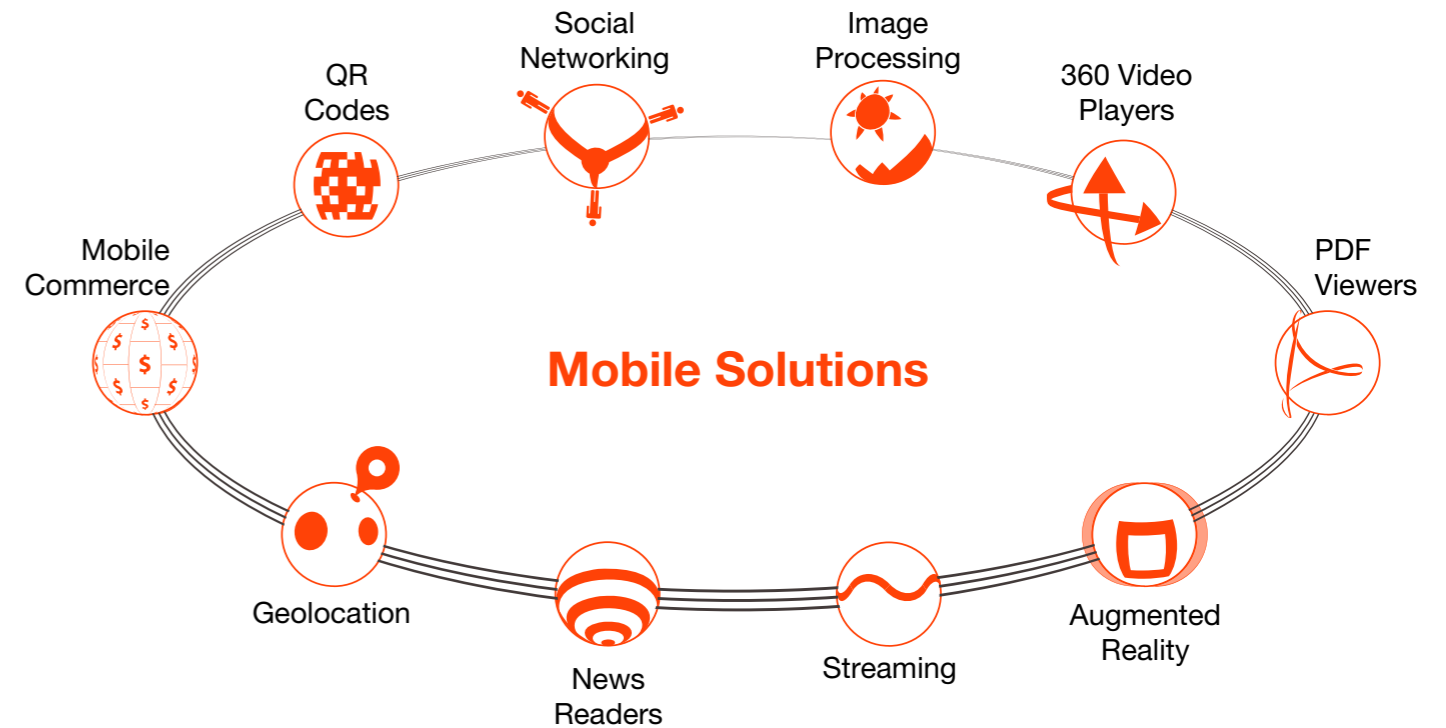 Social
Networking
Image
Processing
QR
Codes
360 Video
Players
Mobile
Commerce
PDF
Viewers
$
$ $
$ $ $
$ $
$
Mobile Solutions
Geolocation
Augmented
Reality
Streaming
News
Readers